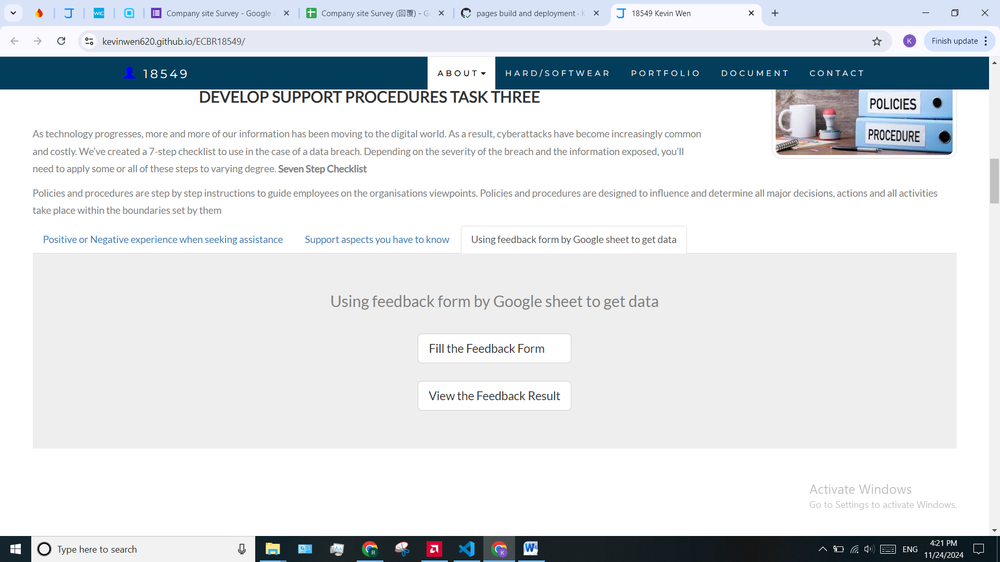 Company site Survey - Google
Company site Survey (回覆) - G
pages build and deployment · K
18549 Kevin Wen
WIC
kevinwen620.github.io/ECBR18549/
K
Finish update
18549
ABOUT
HARD/SOFTWEAR
PORTFOLIO
DOCUMENT
CONTACT
DEVELOP SUPPORT PROCEDURES TASK THREE
POLICIES
PROCEDURE
As technology progresses, more and more of our information has been moving to the digital world. As a result, cyberattacks have become increasingly common
and costly. We’ve created a 7-step checklist to use in the case of a data breach. Depending on the severity of the breach and the information exposed, you’ll
need to apply some or all of these steps to varying degree. Seven Step Checklist
Policies and procedures are step by step instructions to guide employees on the organisations viewpoints. Policies and procedures are designed to influence and determine all major decisions, actions and all activities
take place within the boundaries set by them
Positive or Negative experience when seeking assistance
Support aspects you have to know
Using feedback form by Google sheet to get data
Using feedback form by Google sheet to get data
Fill the Feedback Form
View the Feedback Result
Activate Windows
Go to Settings to activate Windows.
Type here to search
ENG
4:21 PM
11/24/2024